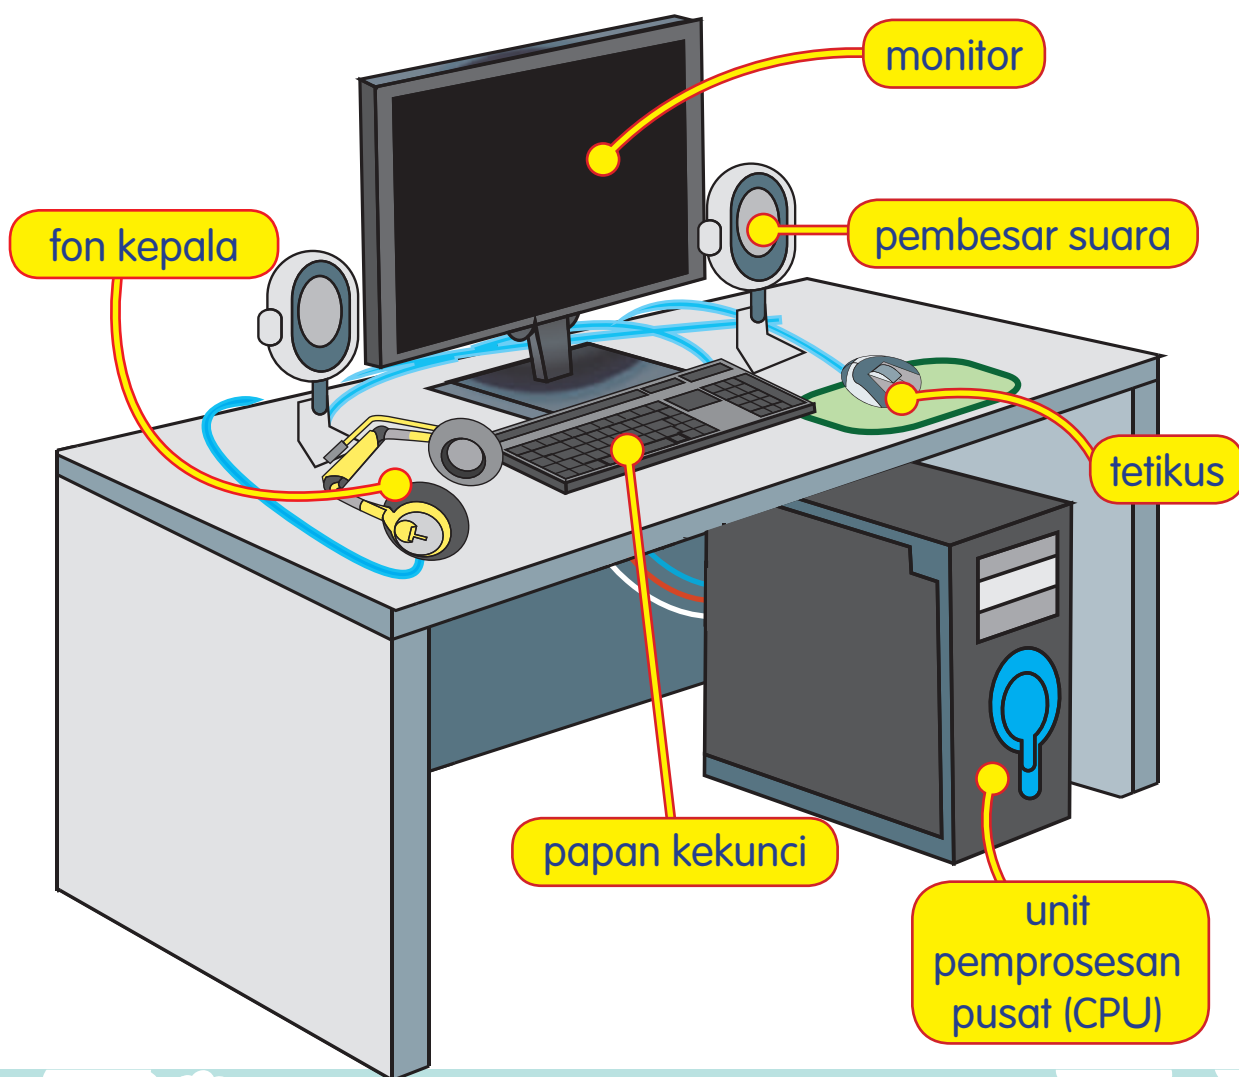 monitor
fon kepala
pembesar suara
tetikus
papan kekunci
unit
pemprosesan
pusat (CPU)